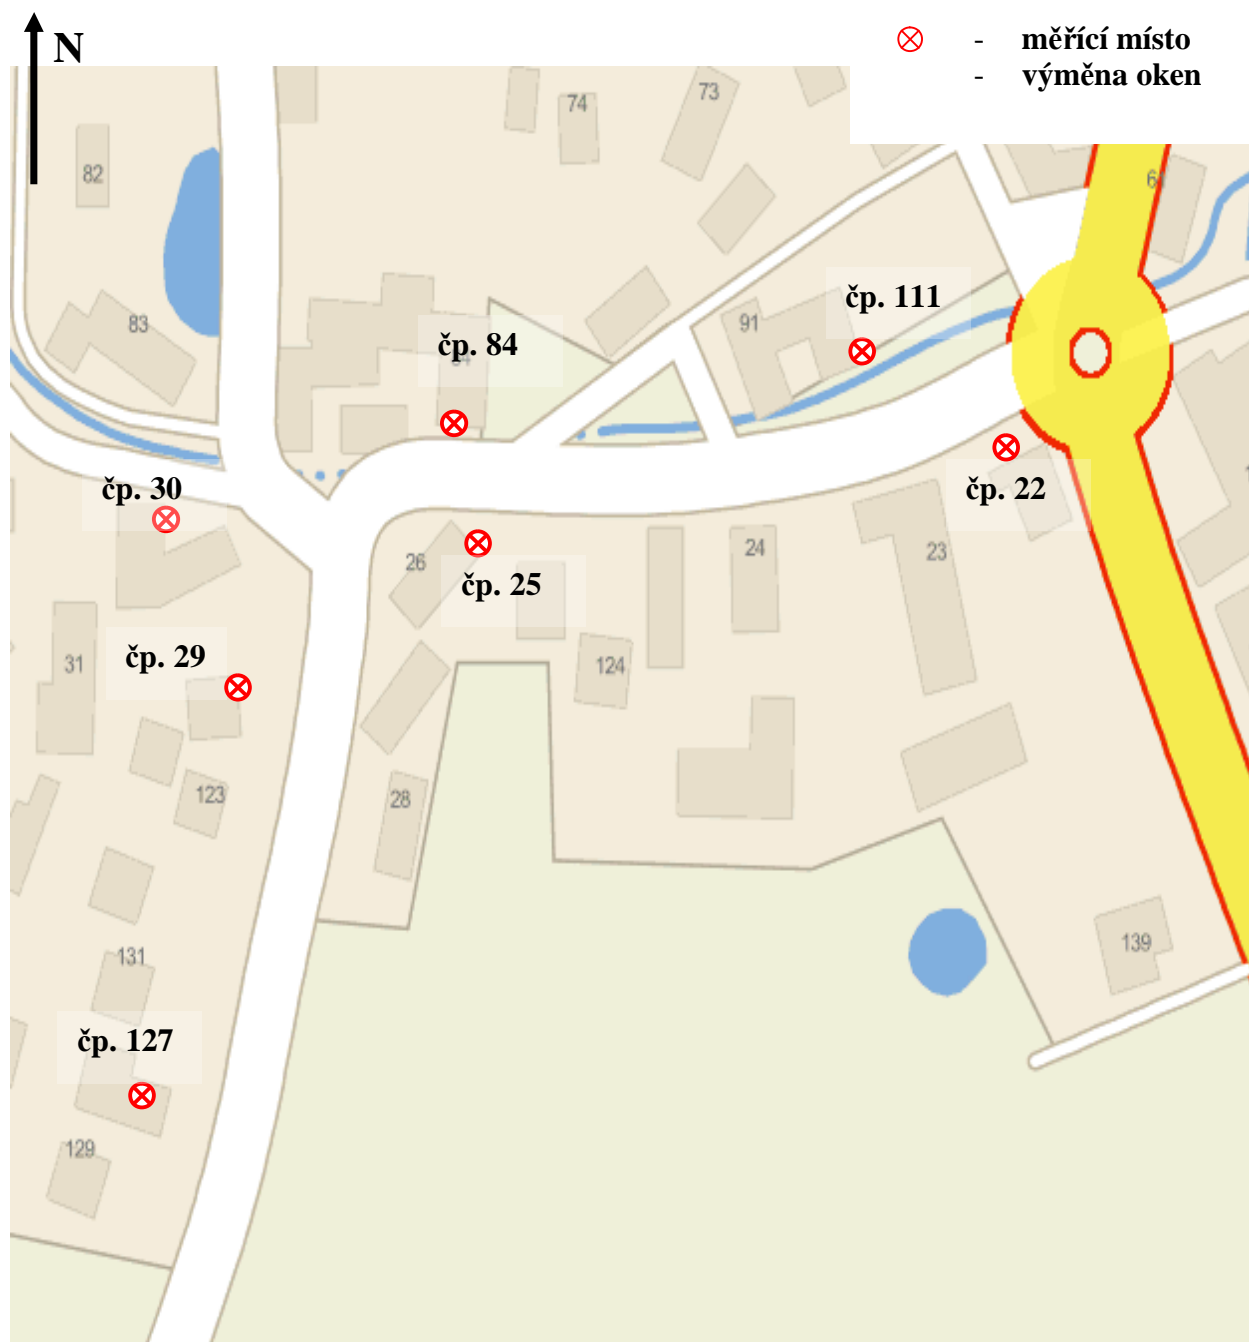 N
- měřící místo
- výměna oken
74
73
82
83
čp. 111
91
čp. 84
čp. 30
čp. 22
26
24
23
čp. 25
31
čp. 29
124
123
28
131
139
čp. 127
129